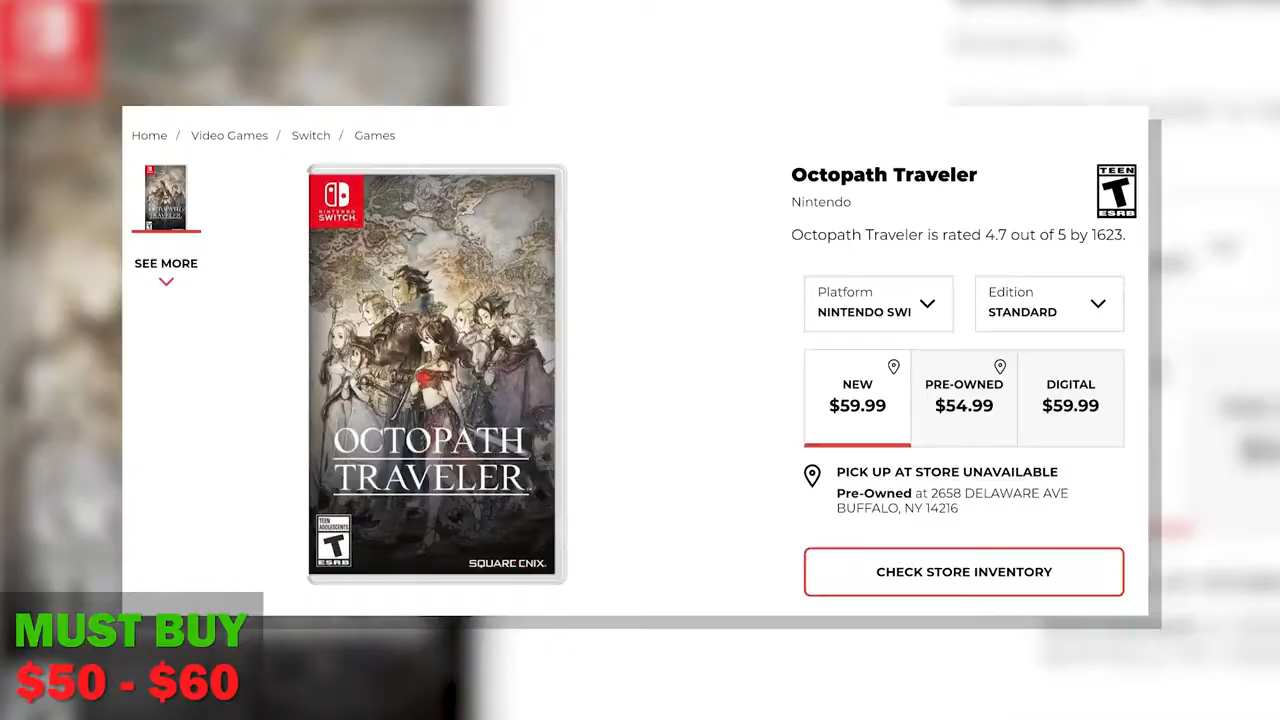 Home / Video Games / Switch / Games
SEE MORE
NINTENDO
SWITCH.
OCTOPATH
TRAVELER
TEEN
ADOLESCENTS
T
ESRB
SQUARE ENIX.
Octopath Traveler
Nintendo
Octopath Traveler is rated 4.7 out of 5 by 1623.
TEEN
T
ESRB
Platform
NINTENDO SWI
Edition
STANDARD
NEW
$59.99
PRE-OWNED
$54.99
DIGITAL
$59.99
PICK UP AT STORE UNAVAILABLE
Pre-Owned at 2658 DELAWARE AVE
BUFFALO, NY 14216
CHECK STORE INVENTORY
MUST BUY
$50 - $60